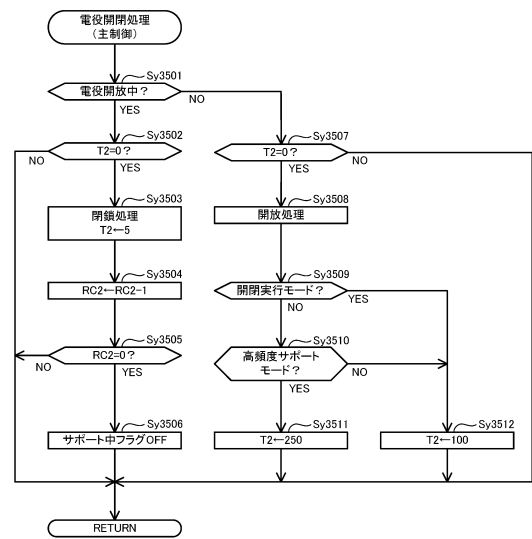 電役開閉処理
（主制御）
Sy3501
電役開放中？
NO
YES
Sy3502
T2=0？
NO
YES
Sy3507
T2=0？
NO
YES
Sy3503
閉鎖処理
T2←5
Sy3508
開放処理
Sy3504
RC2←RC2-1
Sy3509
開閉実行モード？
YES
NO
Sy3505
RC2=0？
NO
YES
Sy3510
高頻度サポート
モード？
NO
YES
Sy3506
サポート中フラグOFF
Sy3511
T2←250
Sy3512
T2←100
RETURN